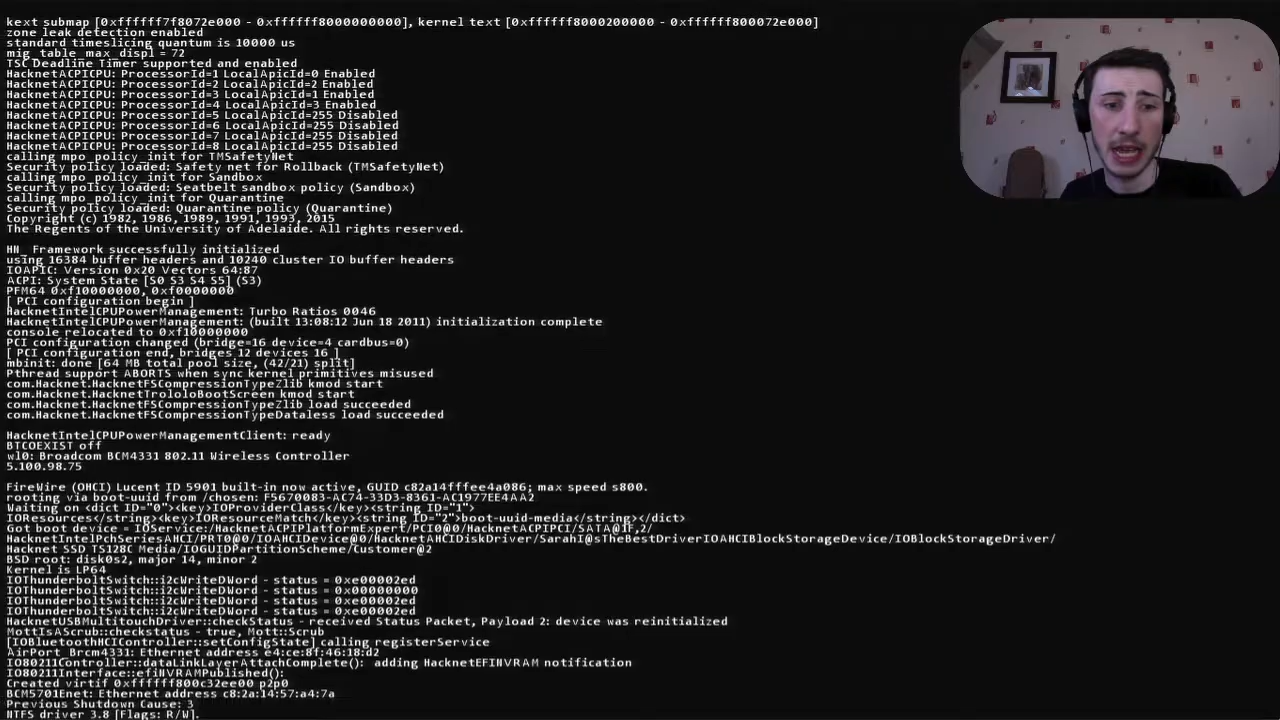 kext submap [0xffffff7f8072e000 - 0xffffff8000000000], kernel text [0xffffff8000200000 - 0xffffff800072e000]
zone leak detection enabled
standard timeslicing quantum is 10000 us
mig_table_max_displ = 72
TSC Deadline Timer supported and enabled
HacknetACPICPU: ProcessorId=1 LocalApicId=0 Enabled
HacknetACPICPU: ProcessorId=2 LocalApicId=2 Enabled
HacknetACPICPU: ProcessorId=3 LocalApicId=1 Enabled
HacknetACPICPU: ProcessorId=4 LocalApicId=3 Enabled
HacknetACPICPU: ProcessorId=5 LocalApicId=255 Disabled
HacknetACPICPU: ProcessorId=6 LocalApicId=255 Disabled
HacknetACPICPU: ProcessorId=7 LocalApicId=255 Disabled
HacknetACPICPU: ProcessorId=8 LocalApicId=255 Disabled
calling mpo_policy_init for TMSafetyNet
Security policy loaded: Safety net for Rollback (TMSafetyNet)
calling mpo_policy_init for Sandbox
Security policy loaded: Seatbelt sandbox policy (Sandbox)
calling mpo_policy_init for Quarantine
Security policy loaded: Quarantine policy (Quarantine)
Copyright (c) 1982, 1986, 1989, 1991, 1993, 2015
The Regents of the University of Adelaide. All rights reserved.
HN_ Framework successfully initialized
using 16384 buffer headers and 10240 cluster IO buffer headers
IOAPIC: Version 0x20 Vectors 64:87
ACPI: System State [S0 S3 S4 S5] (S3)
PFM64 0xf10000000, 0xf0000000
[ PCI configuration begin ]
HacknetIntelCPUPowerManagement: Turbo Ratios 0046
HacknetIntelCPUPowerManagement: (built 13:08:12 Jun 18 2011) initialization complete
console relocated to 0xf10000000
PCI configuration changed (bridge=16 device=4 cardbus=0)
[ PCI configuration end, bridges 12 devices 16 ]
mbinit: done [64 MB total pool size, (42/21) split]
Pthread support ABORTS when sync kernel primitives misused
com.Hacknet.HacknetFSCompressionTypeZlib kmod start
com.Hacknet.HacknetTrololoBootScreen kmod start
com.Hacknet.HacknetFSCompressionTypeZlib load succeeded
com.Hacknet.HacknetFSCompressionTypeDataless load succeeded
HacknetIntelCPUPowerManagementClient: ready
BTCOEXIST off
wl0: Broadcom BCM4331 802.11 Wireless Controller
5.100.98.75
FireWire (OHCI) Lucent ID 5901 built-in now active, GUID c82a14fffee4a086; max speed s800.
rooting via boot-uuid from /chosen: F5670083-AC74-33D3-8361-AC1977EE4AA2
Waiting on <dict ID="0"><key>IOProviderClass</key><string ID="1">
IOResources</string><key>IOResourceMatch</key><string ID="2">boot-uuid-media</string></dict>
Got boot device = IOService:/HacknetACPIPlatformExpert/PCI0@0/HacknetACPIPCI/SATA@1F,2/
HacknetIntelPchSeriesAHCI/PRT0@0/IOAHCIDevice@0/HacknetAHCIDiskDriver/SarahI@sTheBestDriverIOAHCIBlockStorageDevice/IOBlockStorageDriver/
Hacknet SSD TS128C Media/IOGUIDPartitionScheme/Customer@2
BSD root: disk0s2, major 14, minor 2
Kernel is LP64
IOThunderboltSwitch::i2cWriteDWord - status = 0xe00002ed
IOThunderboltSwitch::i2cWriteDWord - status = 0x00000000
IOThunderboltSwitch::i2cWriteDWord - status = 0xe00002ed
IOThunderboltSwitch::i2cWriteDWord - status = 0xe00002ed
HacknetUSBMultitouchDriver::checkStatus - received Status Packet, Payload 2: device was reinitialized
MottIsAScrub::checkstatus - true, Mott::Scrub
[IOBluetoothHCIController::setConfigState] calling registerService
AirPort_Brcm4331: Ethernet address e4:ce:8f:46:18:d2
IO80211Controller::dataLinkLayerAttachComplete():  adding HacknetEFINVRAM notification
IO80211Interface::efiNVRAMPublished():
Created virtif 0xffffff800c32ee00 p2p0
BCM5701Enet: Ethernet address c8:2a:14:57:a4:7a
Previous Shutdown Cause: 3
NTFS driver 3.8 [Flags: R/W].